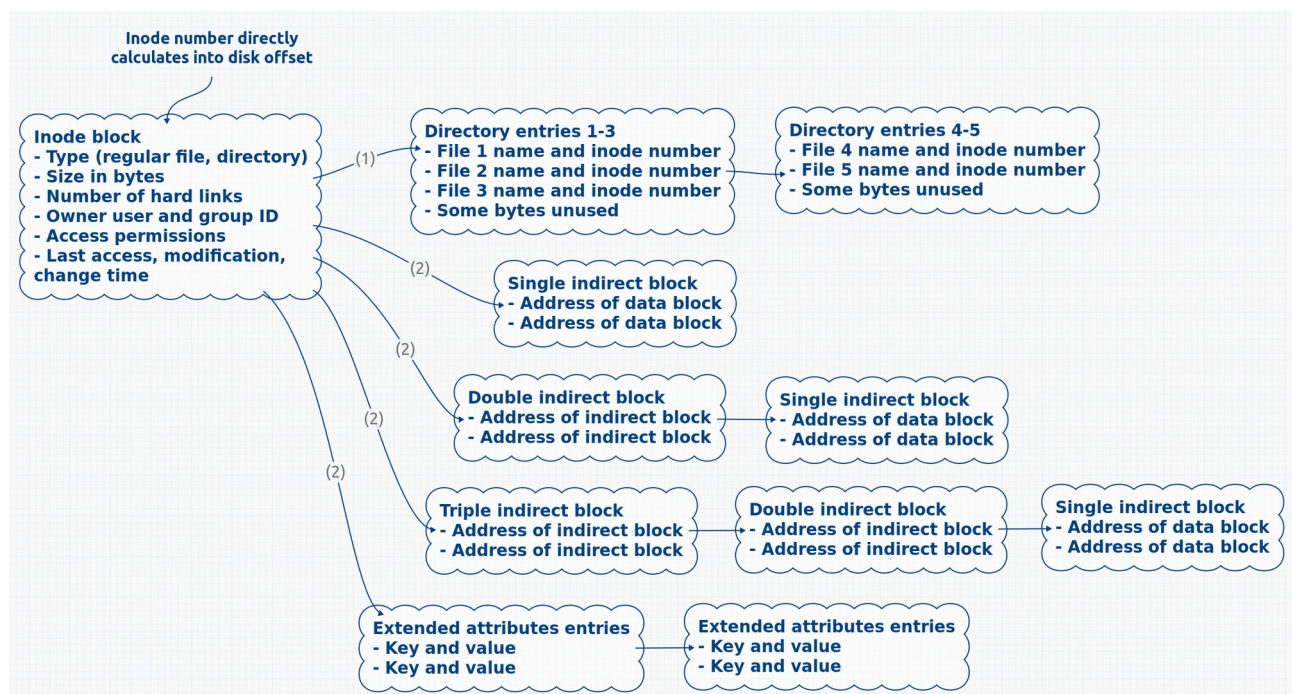 Inode number directly
calculates into disk offset
Inode block
- Type (regular file, directory)
- Size in bytes
- Number of hard links
- Owner user and group ID
- Access permissions
- Last access, modification,
change time
(1)
Directory entries 1-3
- File 1 name and inode number
- File 2 name and inode number
- File 3 name and inode number
- Some bytes unused
Directory entries 4-5
- File 4 name and inode number
- File 5 name and inode number
- Some bytes unused
(2)
Single indirect block
- Address of data block
- Address of data block
(2)
Double indirect block
- Address of indirect block
- Address of indirect block
Single indirect block
- Address of data block
- Address of data block
(2)
Triple indirect block
- Address of indirect block
- Address of indirect block
Double indirect block
- Address of indirect block
- Address of indirect block
Single indirect block
- Address of data block
- Address of data block
(2)
Extended attributes entries
- Key and value
- Key and value
Extended attributes entries
- Key and value
- Key and value